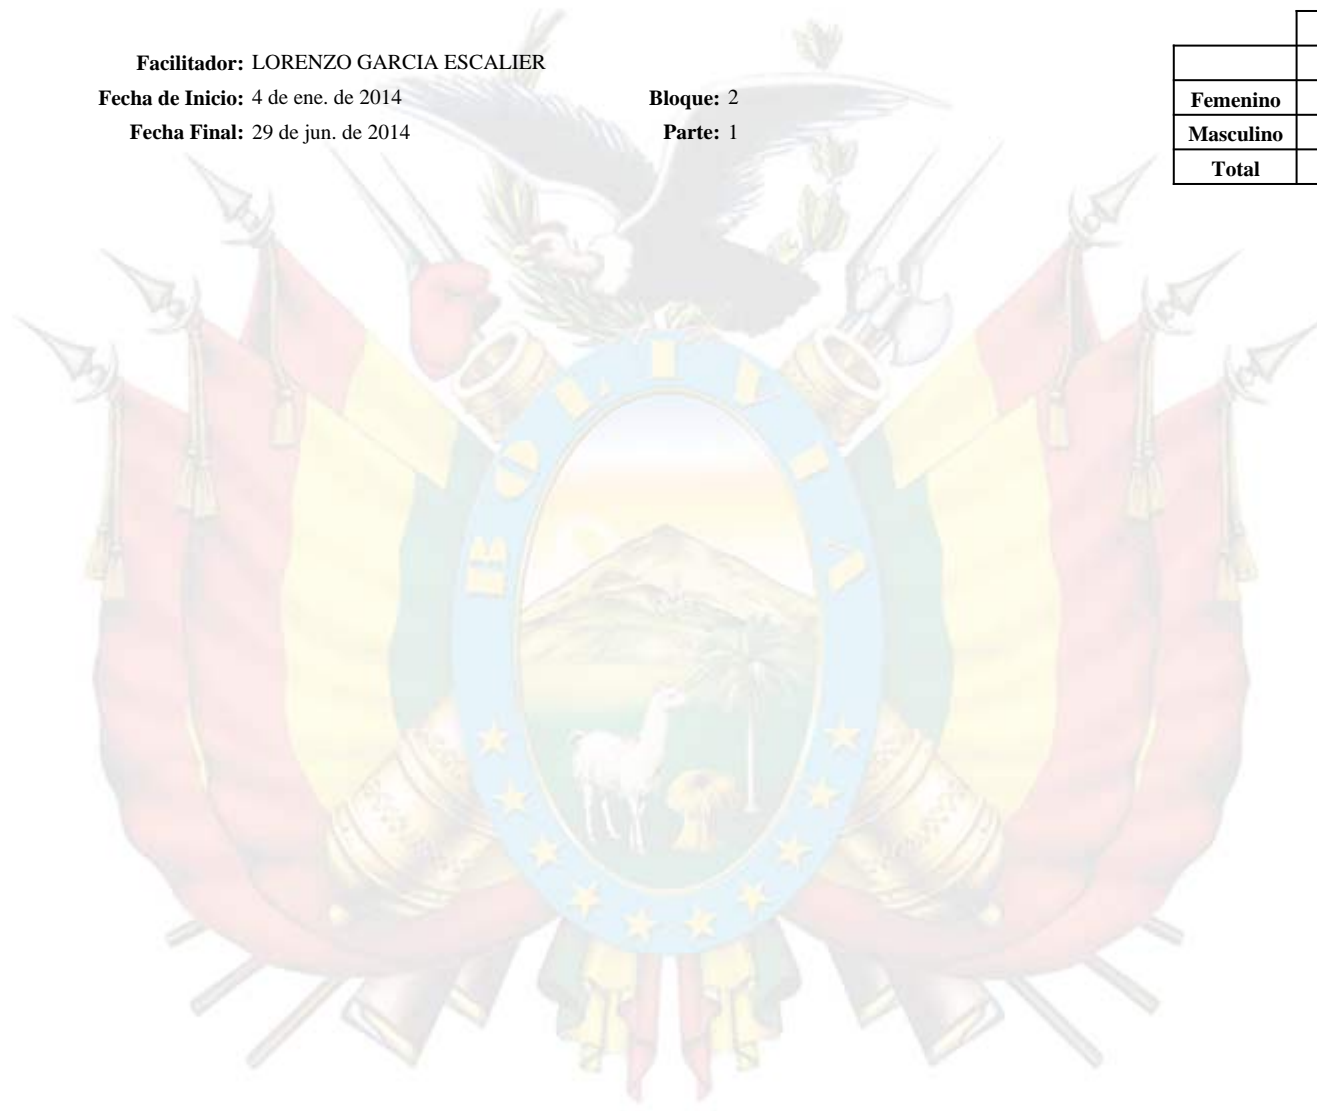 Facilitador: LORENZO GARCIA ESCALIER
Fecha de Inicio: 4 de ene. de 2014 Bloque: 2
Fecha Final: 29 de jun. de 2014 Parte: 1
Femenino
Masculino
Total
BOLIVIA